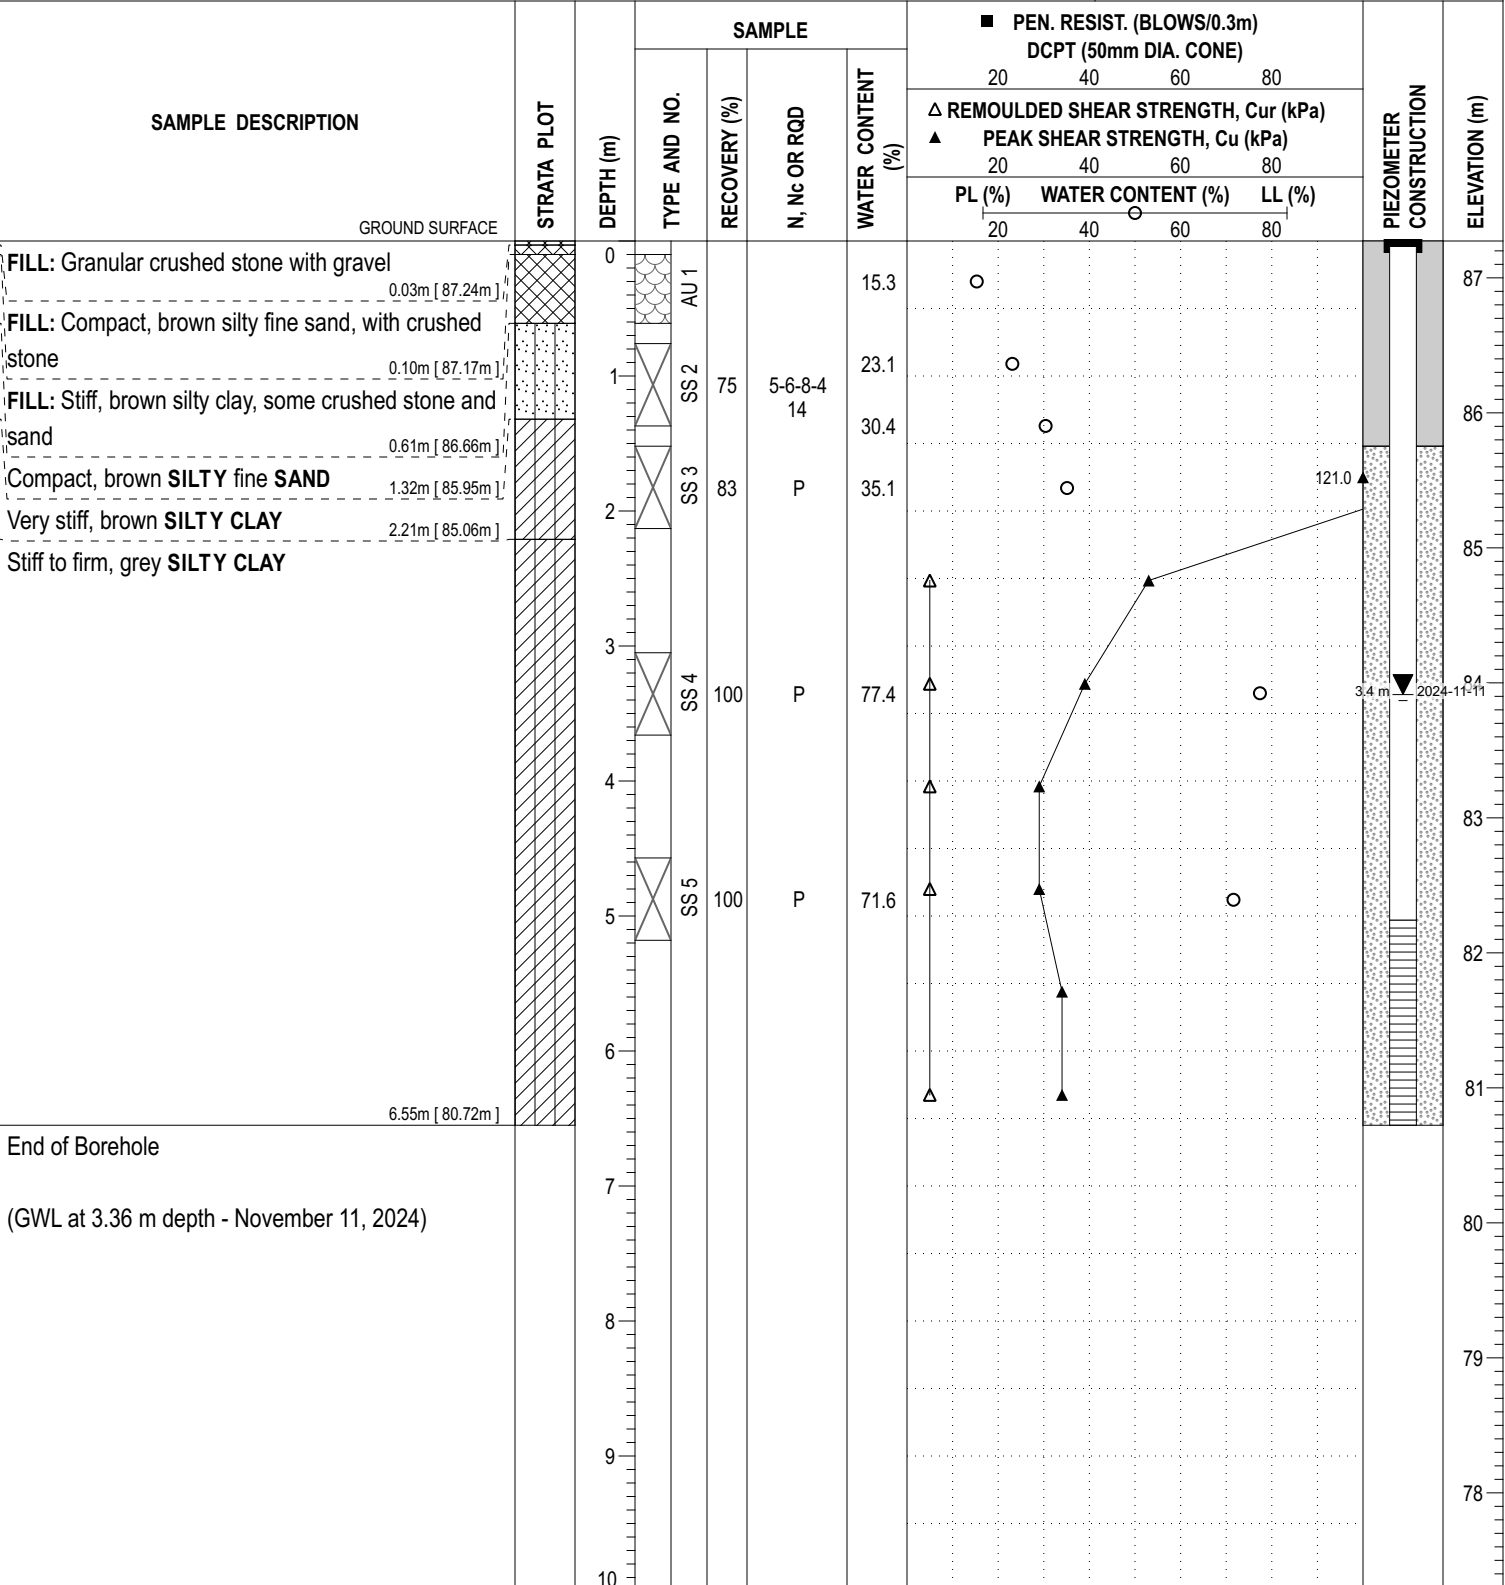 SAMPLE DESCRIPTION
GROUND SURFACE
STRATA PLOT
DEPTH (m)
SAMPLE
TYPE AND NO.
RECOVERY (%)
N, Nc OR RQD
WATER CONTENT
(%)
■ PEN. RESIST. (BLOWS/0.3m)
DCPT (50mm DIA. CONE)
20 40 60 80
△ REMOULDED SHEAR STRENGTH, Cur (kPa)
▲ PEAK SHEAR STRENGTH, Cu (kPa)
20 40 60 80
PL (%) WATER CONTENT (%) LL (%)
20 40 60 80
PIEZOMETER
CONSTRUCTION
ELEVATION (m)
FILL: Granular crushed stone with gravel
0.03m [ 87.24m ]
FILL: Compact, brown silty fine sand, with crushed
stone
0.10m [ 87.17m ]
FILL: Stiff, brown silty clay, some crushed stone and
sand
0.61m [ 86.66m ]
Compact, brown SILTY fine SAND
1.32m [ 85.95m ]
Very stiff, brown SILTY CLAY
2.21m [ 85.06m ]
Stiff to firm, grey SILTY CLAY
6.55m [ 80.72m ]
End of Borehole
(GWL at 3.36 m depth - November 11, 2024)
0
1
2
3
4
5
6
7
8
9
10
AU 1
15.3
SS 2
75
5-6-8-4
14
23.1
30.4
SS 3
83
P
35.1
SS 4
100
P
77.4
SS 5
100
P
71.6
121.0
3.4 m
2024-11-11
87
86
85
84
83
82
81
80
79
78